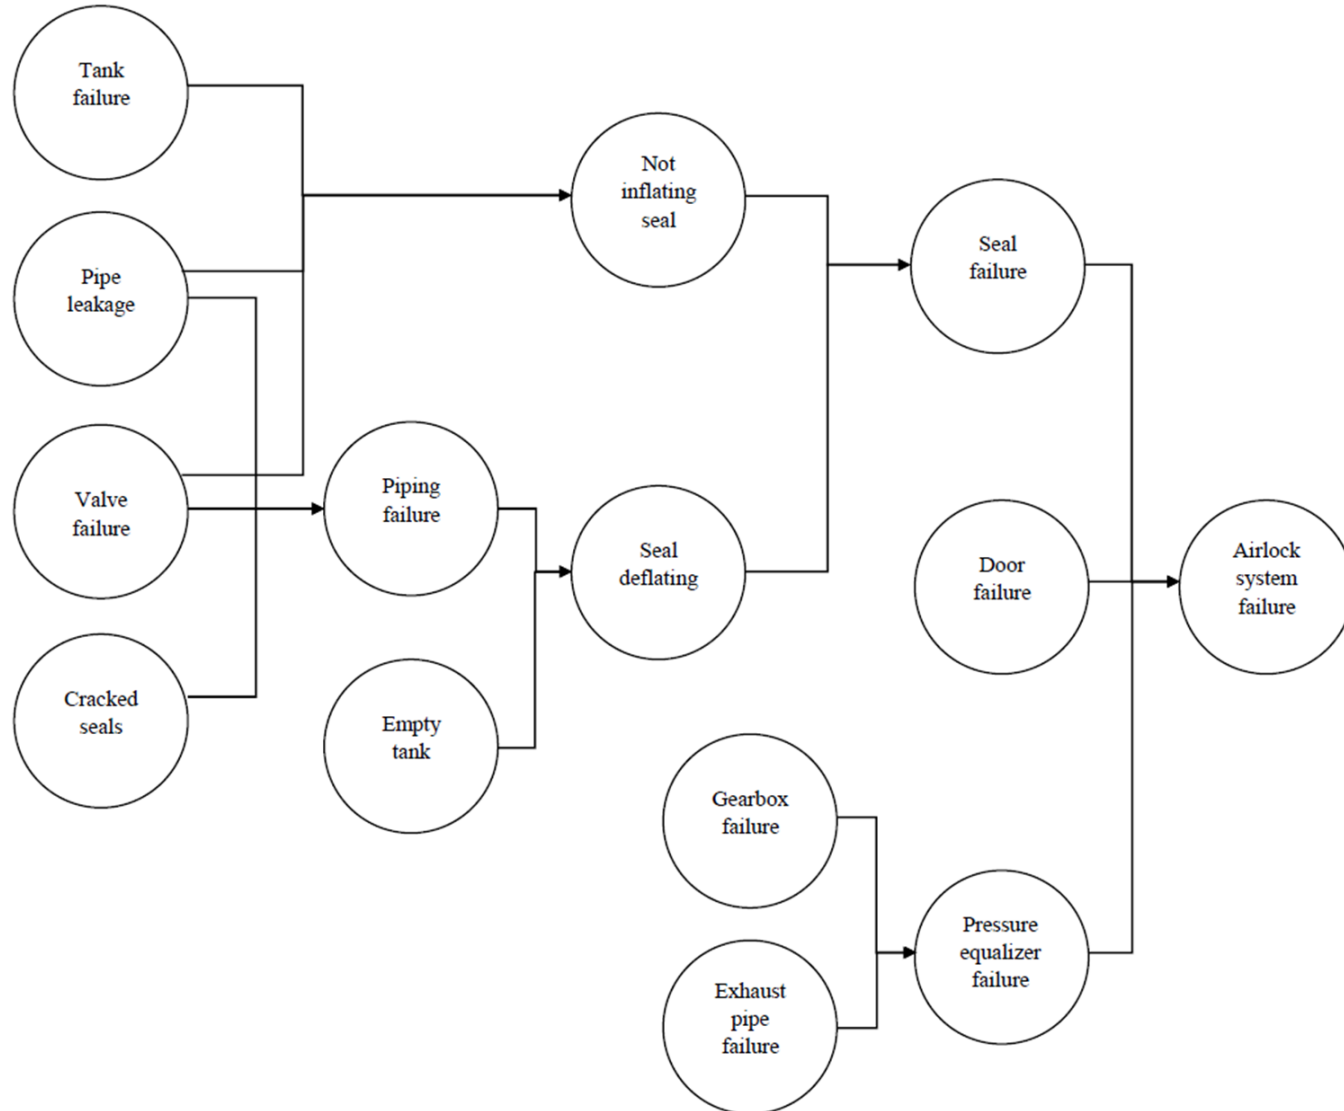 Tank
failure
Pipe
leakage
Valve
failure
Cracked
seals
Piping
failure
Empty
tank
Not
inflating
seal
Seal
deflating
Gearbox
failure
Exhaust
pipe
failure
Seal
failure
Door
failure
Pressure
equalizer
failure
Airlock
system
failure